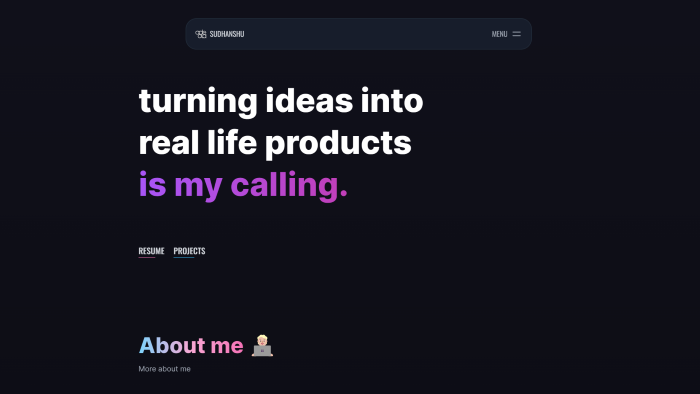 SUDHANSHU
MENU
turning ideas into
real life products
is my calling.
RESUME PROJECTS
About me
More about me